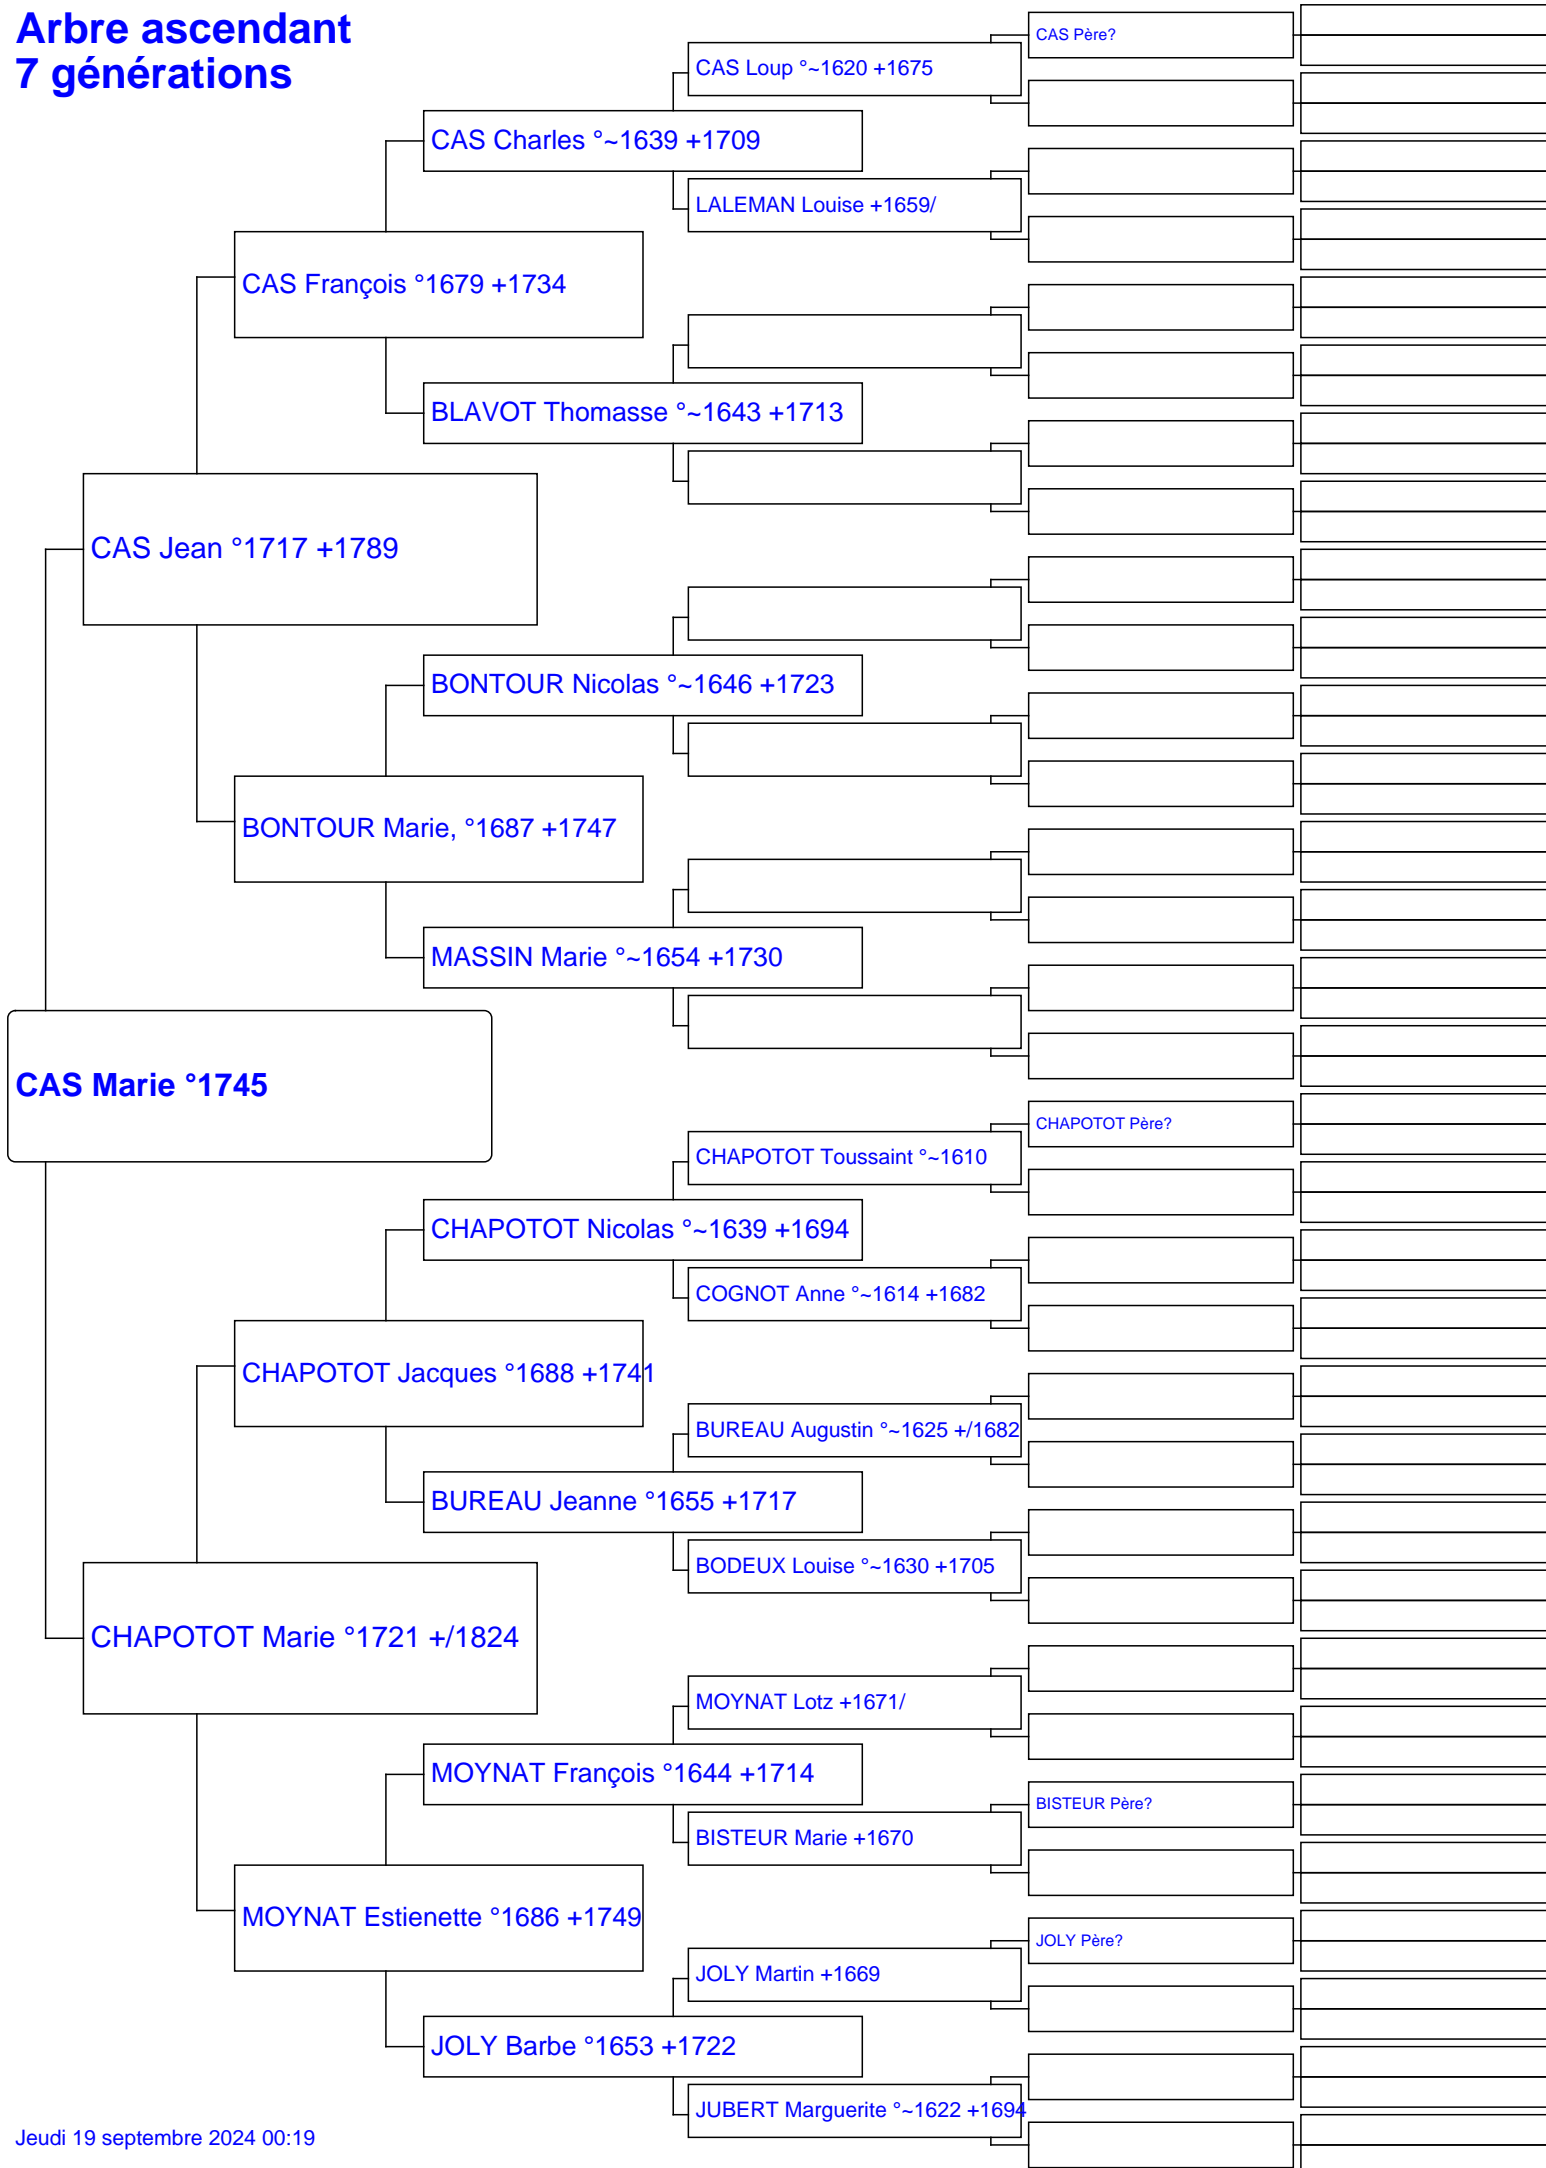 Arbre ascendant
7 générations
CAS Père?
CAS Loup °~1620 +1675
CAS Charles °~1639 +1709
LALEMAN Louise +1659/
CAS François °1679 +1734
BLAVOT Thomasse °~1643 +1713
CAS Jean °1717 +1789
BONTOUR Nicolas °~1646 +1723
BONTOUR Marie, °1687 +1747
MASSIN Marie °~1654 +1730
CAS Marie °1745
CHAPOTOT Père?
CHAPOTOT Toussaint °~1610
CHAPOTOT Nicolas °~1639 +1694
COGNOT Anne °~1614 +1682
CHAPOTOT Jacques °1688 +1741
BUREAU Augustin °~1625 +/1682
BUREAU Jeanne °1655 +1717
BODEUX Louise °~1630 +1705
CHAPOTOT Marie °1721 +/1824
MOYNAT Lotz +1671/
MOYNAT François °1644 +1714
BISTEUR Père?
BISTEUR Marie +1670
MOYNAT Estienette °1686 +1749
JOLY Père?
JOLY Martin +1669
JOLY Barbe °1653 +1722
JUBERT Marguerite °~1622 +1694
Jeudi 19 septembre 2024 00:19